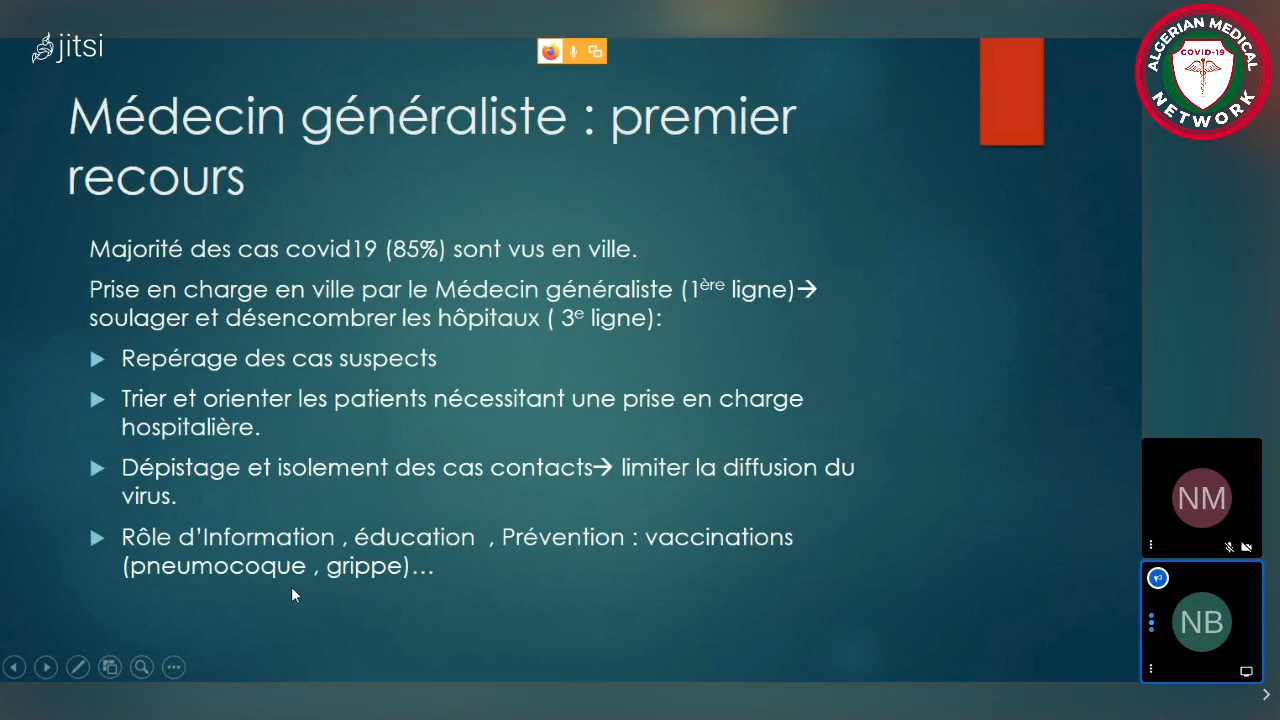 jitsi
ALGERIAN MEDICAL
COVID-19
NETWORK
Médecin généraliste : premier
recours
Majorité des cas covid19 (85%) sont vus en ville.
Prise en charge en ville par le Médecin généraliste (1ère ligne)→
soulager et désencombrer les hôpitaux ( 3e ligne):
Repérage des cas suspects
Trier et orienter les patients nécessitant une prise en charge
hospitalière.
Dépistage et isolement des cas contacts→ limiter la diffusion du
virus.
Rôle d’Information , éducation , Prévention : vaccinations
(pneumocoque , grippe)...
NM
NB